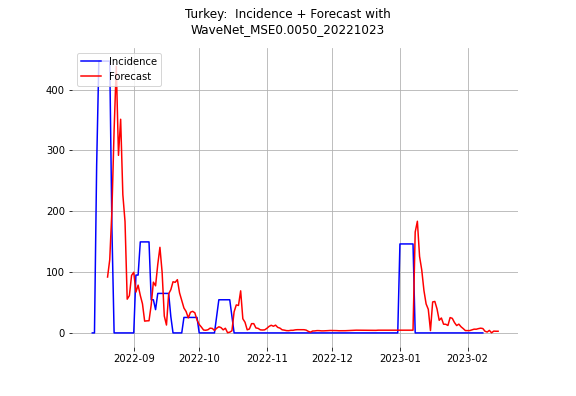 Turkey:  Incidence + Forecast with
WaveNet_MSE0.0050_20221023
Incidence
Forecast
400
300
200
100
0
2022-09
2022-10
2022-11
2022-12
2023-01
2023-02